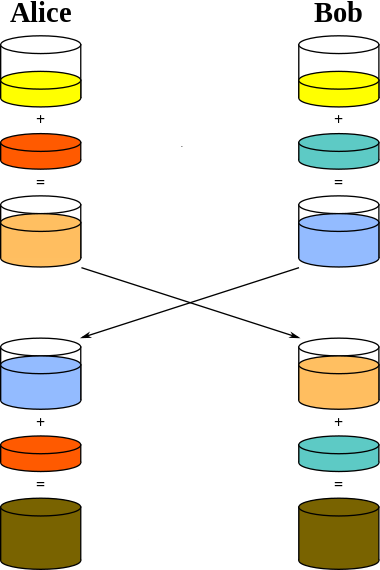 Alice Bob
+ +
= =
+ +
= =